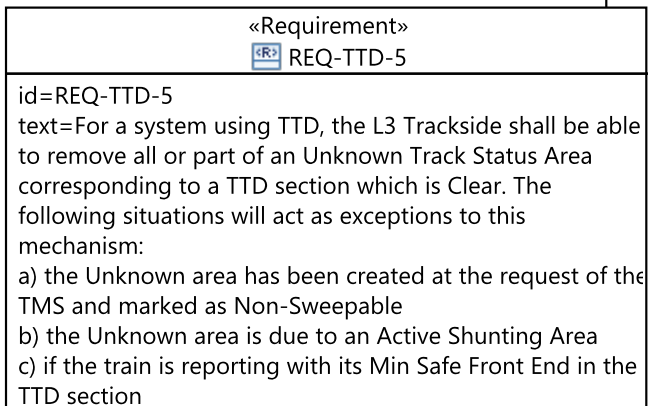 «Requirement»
<R> REQ-TTD-5
id=REQ-TTD-5
text=For a system using TTD, the L3 Trackside shall be able
to remove all or part of an Unknown Track Status Area
corresponding to a TTD section which is Clear. The
following situations will act as exceptions to this
mechanism:
a) the Unknown area has been created at the request of the
TMS and marked as Non-Sweepable
b) the Unknown area is due to an Active Shunting Area
c) if the train is reporting with its Min Safe Front End in the
TTD section